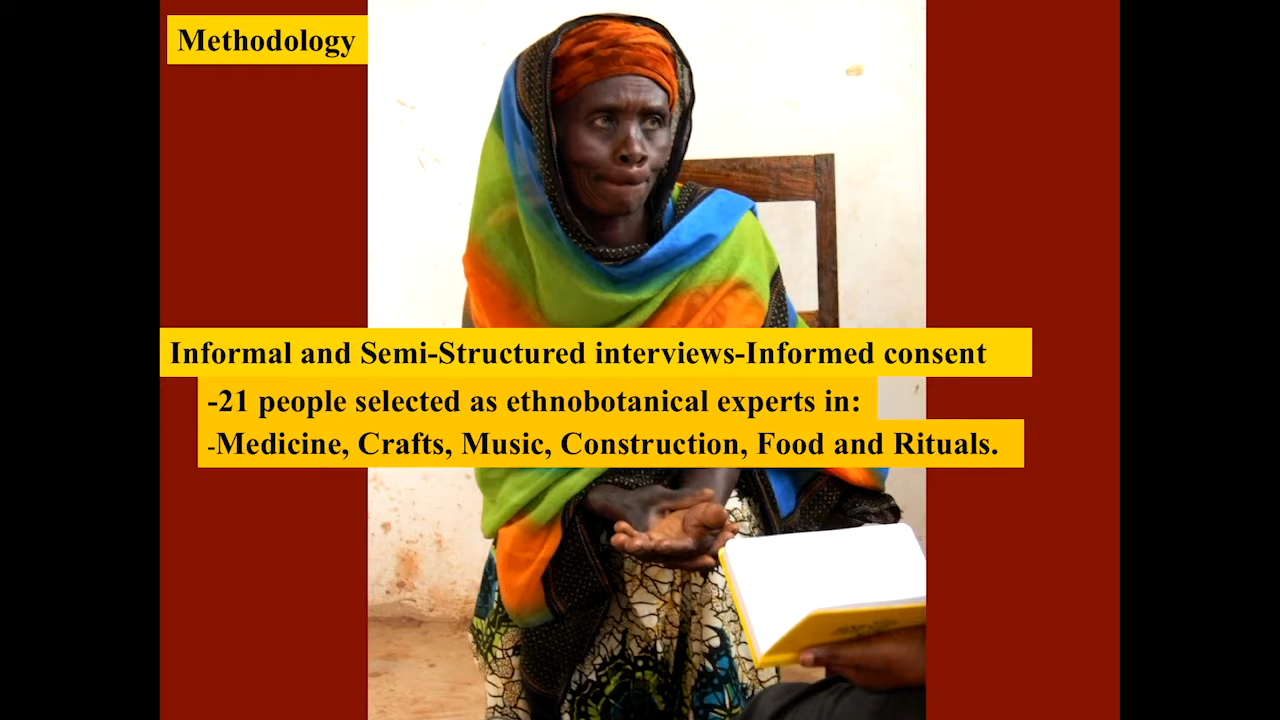 Methodology
Informal and Semi-Structured interviews-Informed consent
-21 people selected as ethnobotanical experts in:
-Medicine, Crafts, Music, Construction, Food and Rituals.